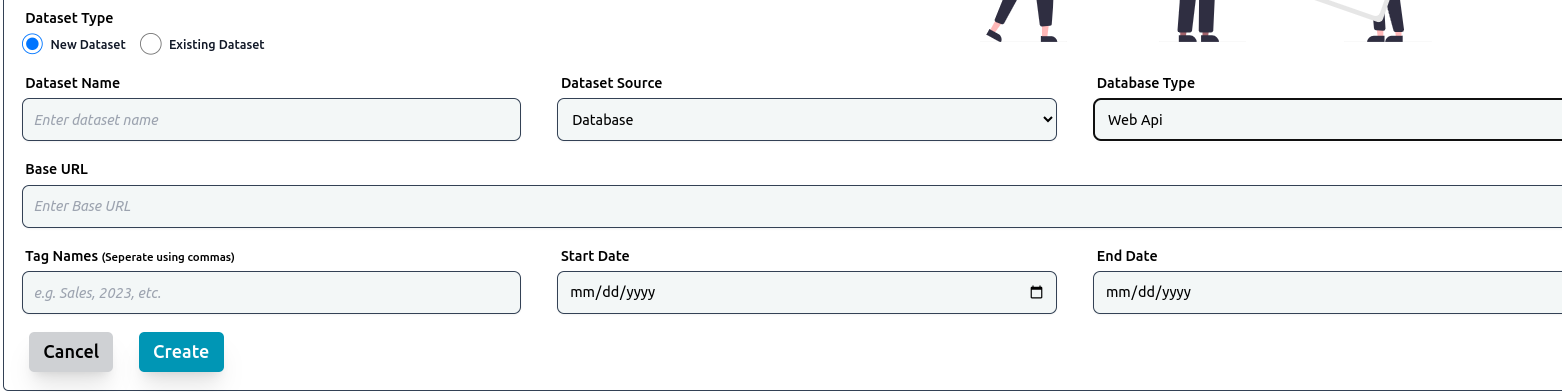 Dataset Type
New Dataset Existing Dataset
Dataset Name Dataset Source Database Type
Enter dataset name Database Web Api
Base URL
Enter Base URL
Tag Names (Seperate using commas) Start Date End Date
e.g. Sales, 2023, etc. mm/dd/yyyy mm/dd/yyyy
Cancel Create